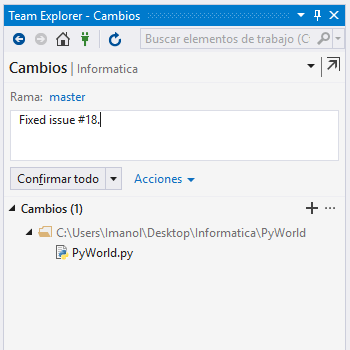 Team Explorer - Cambios
Buscar elementos de trabajo (C
Cambios | Informatica
Rama: master
Fixed issue #18.
Confirmar todo
Acciones
Cambios (1)
C:\Users\Imanol\Desktop\Informatica\PyWorld
PyWorld.py